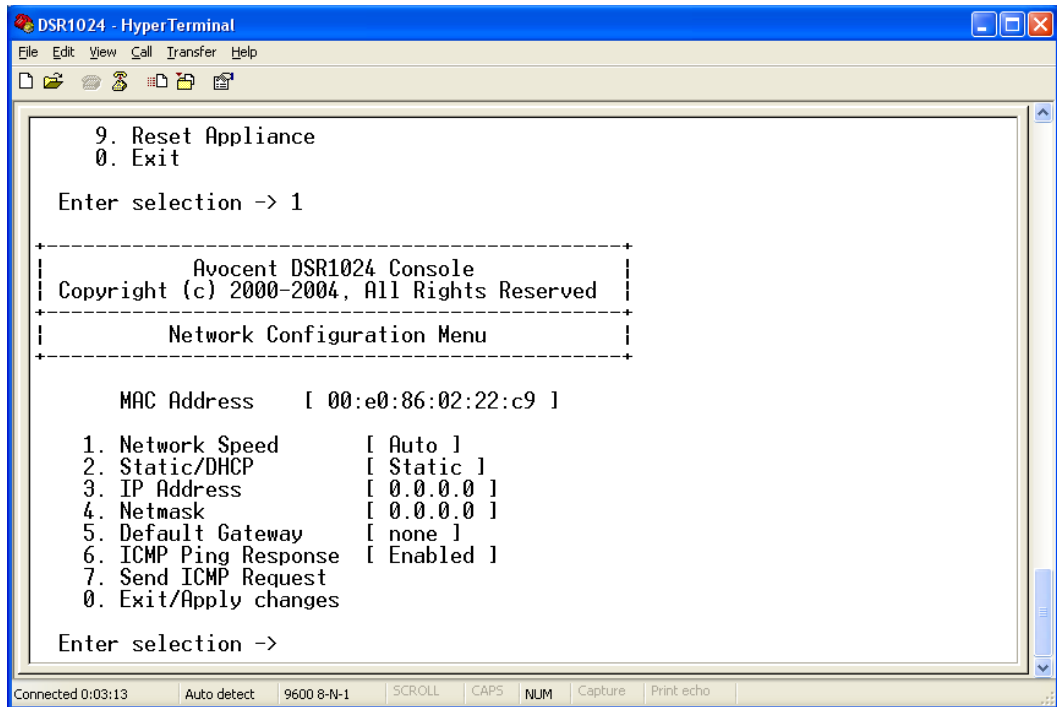 DSR1024 - HyperTerminal
File Edit View Call Transfer Help
9. Reset Appliance
0. Exit
Enter selection -> 1
+-----------------------------------------------+
| Avocent DSR1024 Console |
| Copyright (c) 2000-2004, All Rights Reserved |
+-----------------------------------------------+
| Network Configuration Menu |
+-----------------------------------------------+
MAC Address [ 00:e0:86:02:22:c9 ]
1. Network Speed [ Auto ]
2. Static/DHCP [ Static ]
3. IP Address [ 0.0.0.0 ]
4. Netmask [ 0.0.0.0 ]
5. Default Gateway [ none ]
6. ICMP Ping Response [ Enabled ]
7. Send ICMP Request
0. Exit/Apply changes
Enter selection ->
Connected 0:03:13 Auto detect 9600 8-N-1 SCROLL CAPS NUM Capture Print echo